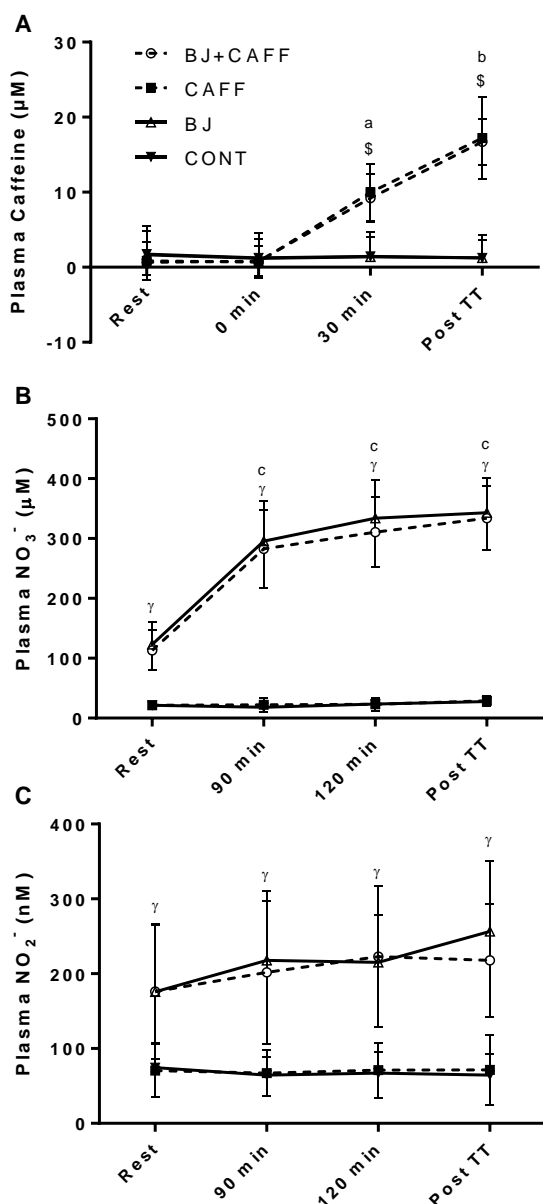 A
Plasma Caffeine (µM)
30
20
10
0
-10
BJ+CAFF
CAFF
BJ
CONT
a
$
b
$
Rest
0 min
30 min
Post TT
B
Plasma NO₃⁻ (µM)
500
400
300
200
100
0
γ
c
γ
c
γ
c
γ
Rest
90 min
120 min
Post TT
C
Plasma NO₂⁻ (nM)
400
300
200
100
0
γ
γ
γ
γ
Rest
90 min
120 min
Post TT